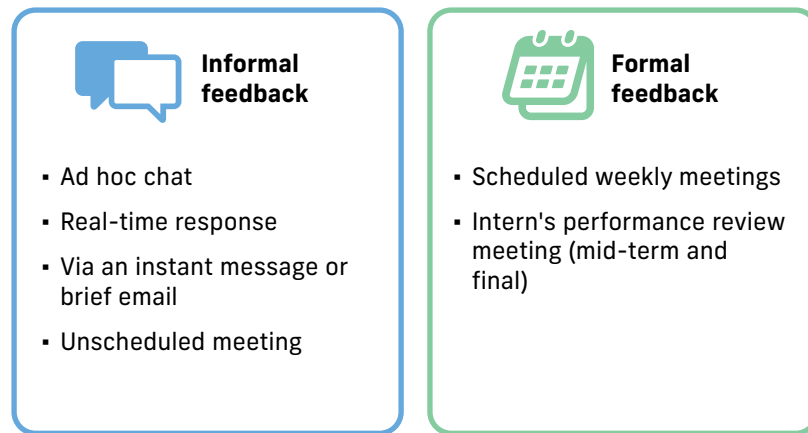 Informal
feedback
▪ Ad hoc chat
▪ Real-time response
▪ Via an instant message or
brief email
▪ Unscheduled meeting
Formal
feedback
▪ Scheduled weekly meetings
▪ Intern's performance review
meeting (mid-term and
final)